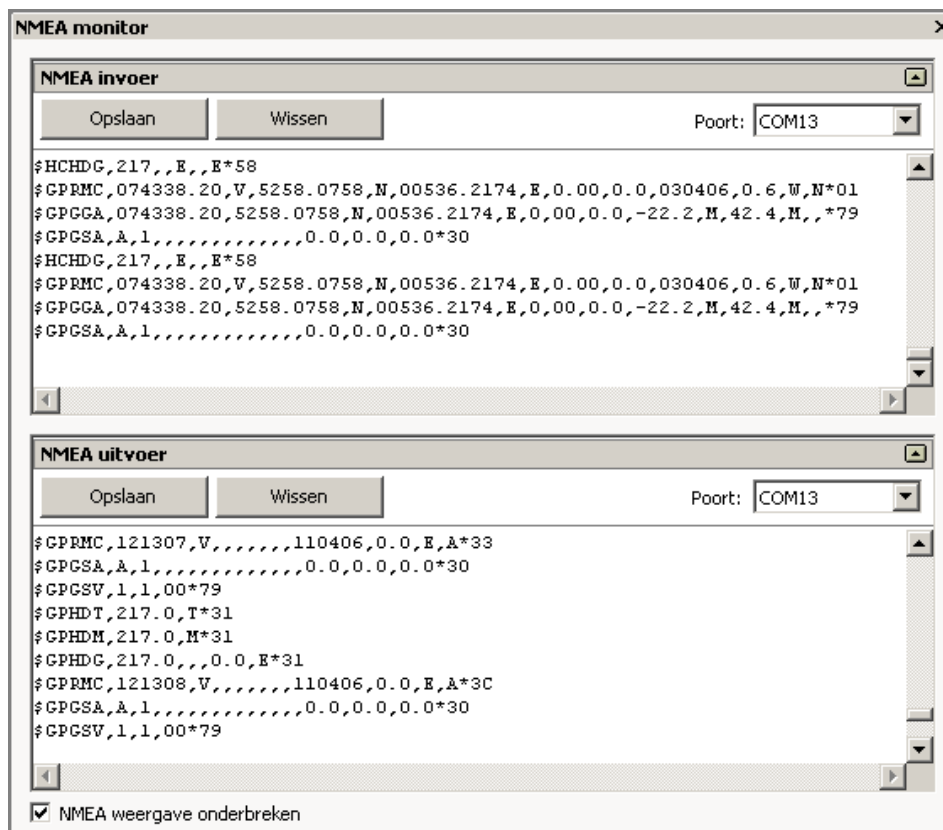 NMEA monitor
NMEA invoer
Opslaan Wissen Poort: COM13
$HCHDG,217,,E,,E*58
$GPRMC,074338.20,V,5258.0758,N,00536.2174,E,0.00,0.0,030406,0.6,W,N*01
$GPGGA,074338.20,5258.0758,N,00536.2174,E,0,00,0.0,-22.2,M,42.4,M,,*79
$GPGSA,A,1,,,,,,,,,,,,,0.0,0.0,0.0*30
$HCHDG,217,,E,,E*58
$GPRMC,074338.20,V,5258.0758,N,00536.2174,E,0.00,0.0,030406,0.6,W,N*01
$GPGGA,074338.20,5258.0758,N,00536.2174,E,0,00,0.0,-22.2,M,42.4,M,,*79
$GPGSA,A,1,,,,,,,,,,,,,0.0,0.0,0.0*30
NMEA uitvoer
Opslaan Wissen Poort: COM13
$GPRMC,121307,V,,,,,,,110406,0.0,E,A*33
$GPGSA,A,1,,,,,,,,,,,,,0.0,0.0,0.0*30
$GPGSV,1,1,00*79
$GPHDT,217.0,T*31
$GPHDM,217.0,M*31
$GPHDG,217.0,,,0.0,E*31
$GPRMC,121308,V,,,,,,,110406,0.0,E,A*3C
$GPGSA,A,1,,,,,,,,,,,,,0.0,0.0,0.0*30
$GPGSV,1,1,00*79
NMEA weergave onderbreken